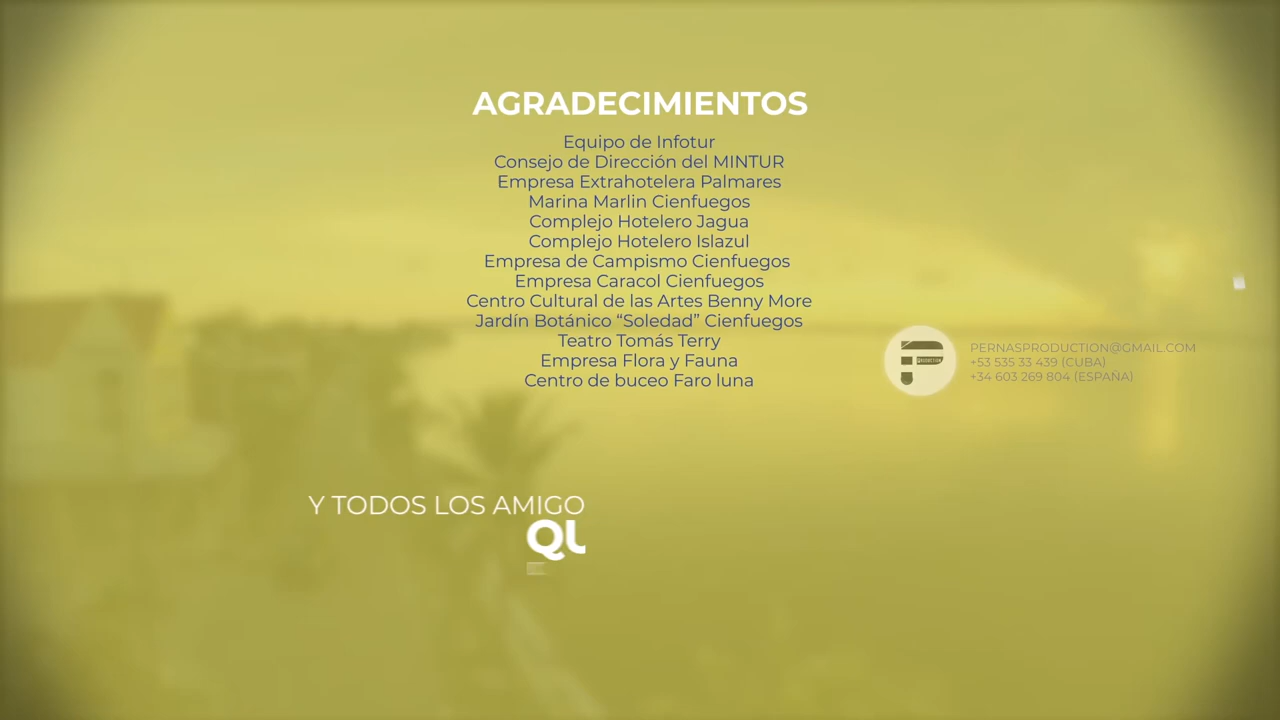 AGRADECIMIENTOS
Equipo de Infotur
Consejo de Dirección del MINTUR
Empresa Extrahotelera Palmares
Marina Marlin Cienfuegos
Complejo Hotelero Jagua
Complejo Hotelero Islazul
Empresa de Campismo Cienfuegos
Empresa Caracol Cienfuegos
Centro Cultural de las Artes Benny More
Jardín Botánico “Soledad” Cienfuegos
Teatro Tomás Terry
Empresa Flora y Fauna
Centro de buceo Faro luna
PRODUCTION
PERNASPRODUCTION@GMAIL.COM
+53 535 33 439 (CUBA)
+34 603 269 804 (ESPAÑA)
Y TODOS LOS AMIGO